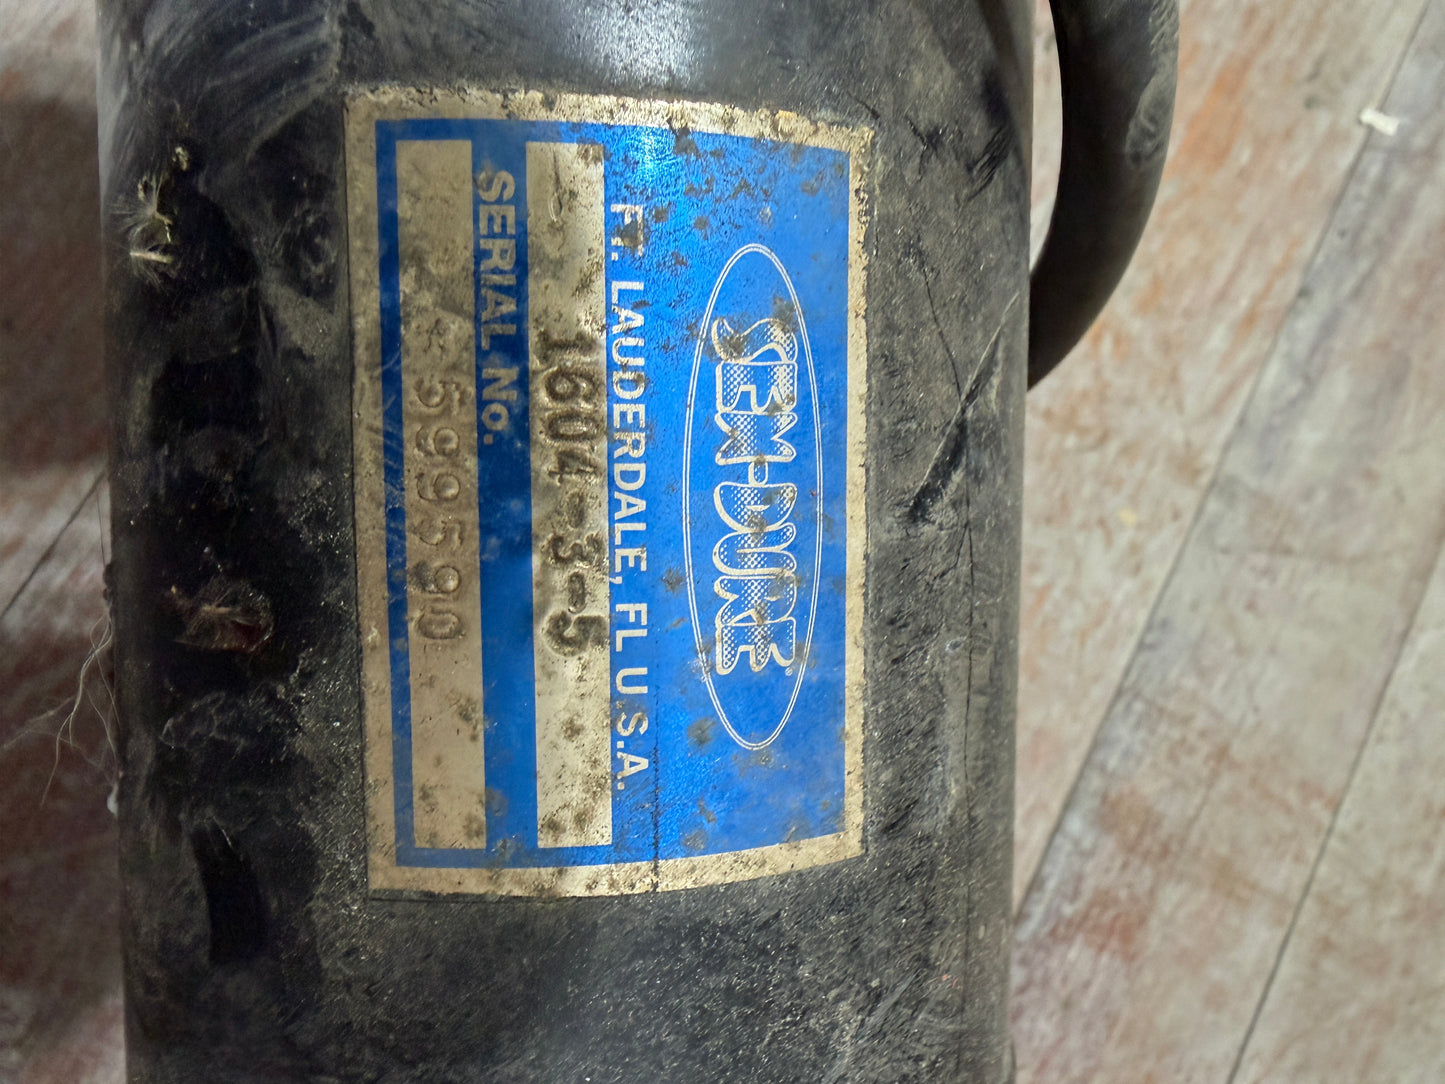 SEN-DURE®
FT. LAUDERDALE, FL U.S.A.
1604-3-5
SERIAL No.
* 599590